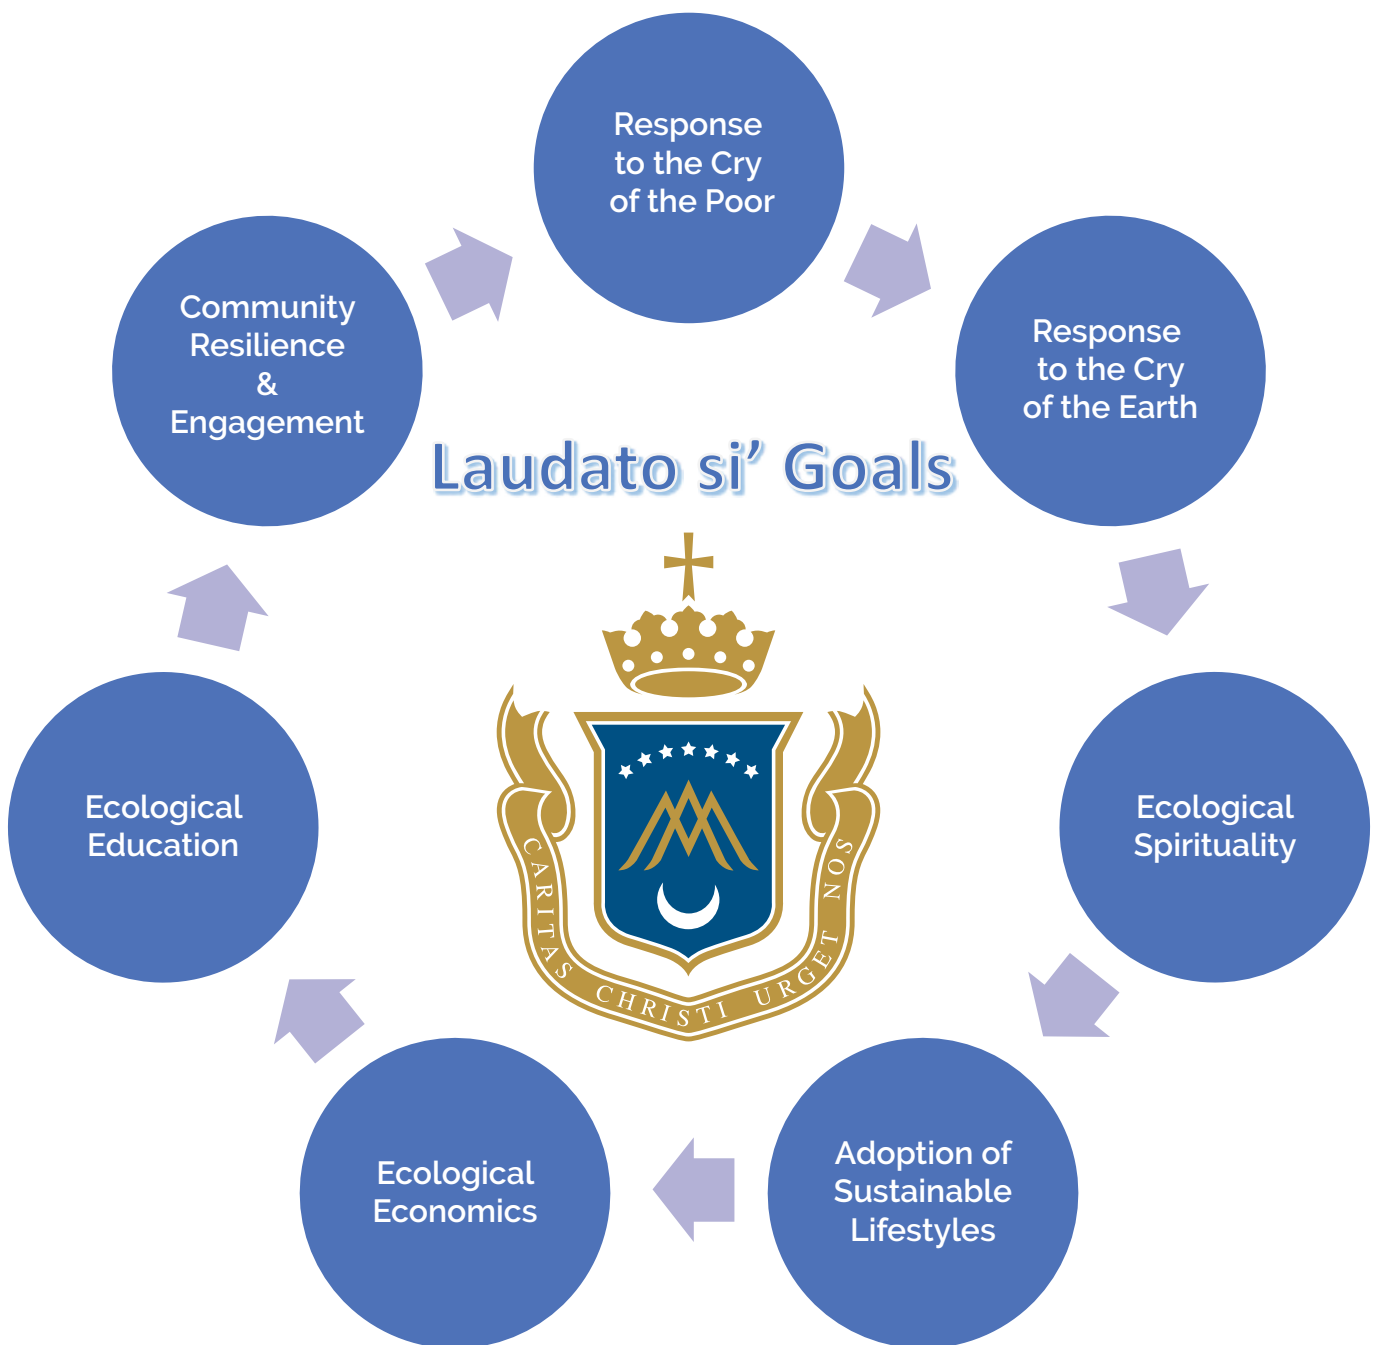 Response
to the Cry
of the Poor
Response
to the Cry
of the Earth
Ecological
Spirituality
Adoption of
Sustainable
Lifestyles
Ecological
Economics
Ecological
Education
Community
Resilience
&
Engagement
Laudato si’ Goals
CARITAS CHRISTI URGET NOS